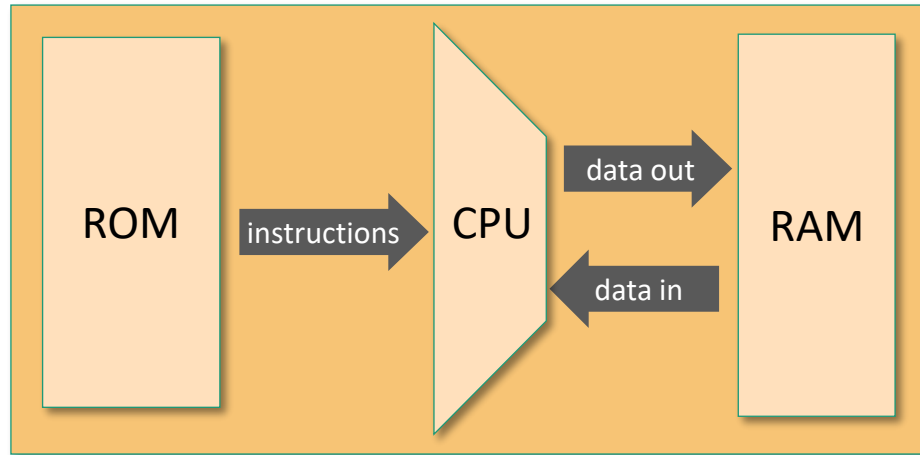 ROM
instructions
CPU
data out
data in
RAM